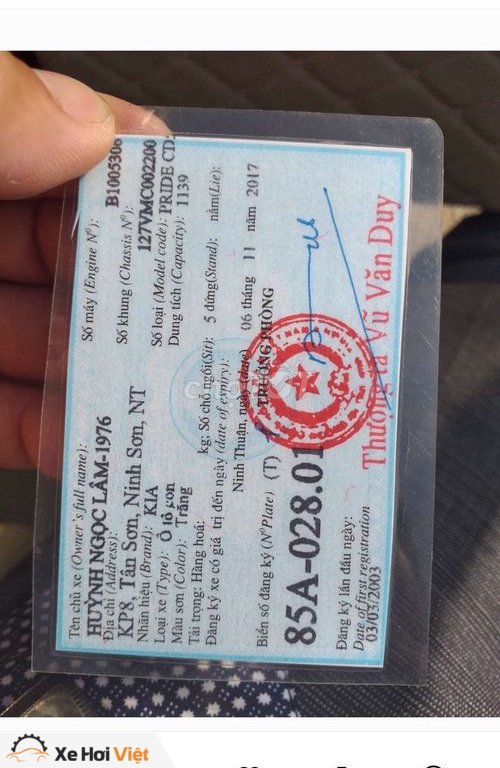 Tên chủ xe (Owner's full name):
HUỲNH NGỌC LÂM-1976
Địa chỉ (Address):
KP8, Tân Sơn, Ninh Sơn, NT
Nhãn hiệu (Brand): KIA
Loại xe (Type): Ô tô con
Màu sơn (Color): Trắng
Tải trọng: Hàng hoá: kg; Số chỗ ngồi(Sit): 5 đứng(Stand): nằm(Lie):
Đăng ký xe có giá trị đến ngày (date of expiry):
Số máy (Engine Nº): B1005306
Số khung (Chassis Nº):
127VMC002200
Số loại (Model code): PRIDE CD
Dung tích (Capacity): 1139
Ninh Thuận, ngày (date) 06 tháng 11 năm 2017
Biển số đăng ký (NºPlate) (T)
TRƯỞNG PHÒNG
85A-028.01
Đăng ký lần đầu ngày:
Date of first registration
03/03/2003
Thượng tá Vũ Văn Duy
Xe Hơi Việt